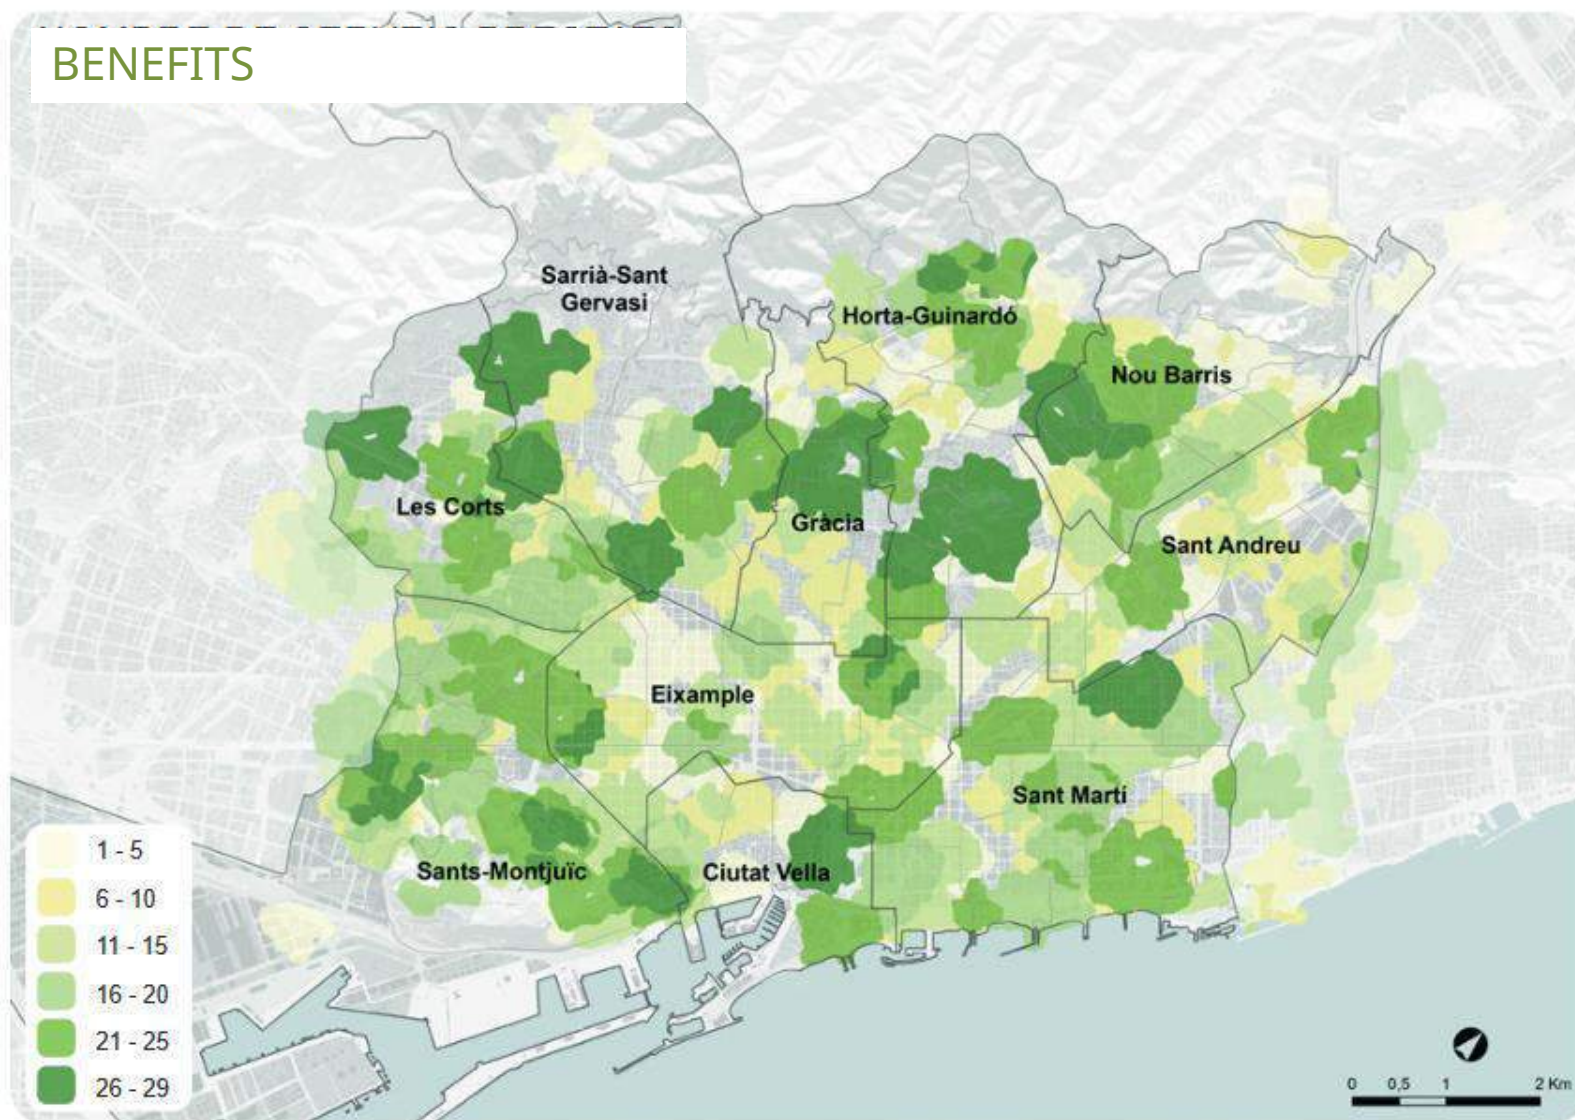 BENEFITS
Sarrià-Sant
Gervasi
Horta-Guinardó
Nou Barris
Les Corts
Gràcia
Sant Andreu
Eixample
Sant Martí
Sants-Montjuïc
Ciutat Vella
1 - 5
6 - 10
11 - 15
16 - 20
21 - 25
26 - 29
0 0,5 1 2 Km